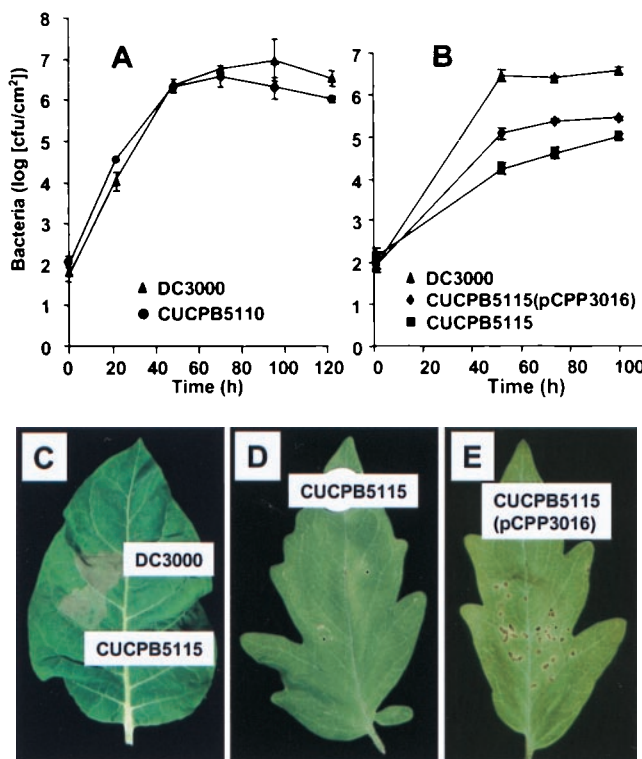 A
Bacteria (log [cfu/cm²])
8
7
6
5
4
3
2
1
0
DC3000
CUCPB5110
0 20 40 60 80 100 120
Time (h)
B
7
6
5
4
3
2
1
0
DC3000
CUCPB5115(pCPP3016)
CUCPB5115
0 20 40 60 80 100
Time (h)
C
DC3000
CUCPB5115
D
CUCPB5115
E
CUCPB5115
(pCPP3016)